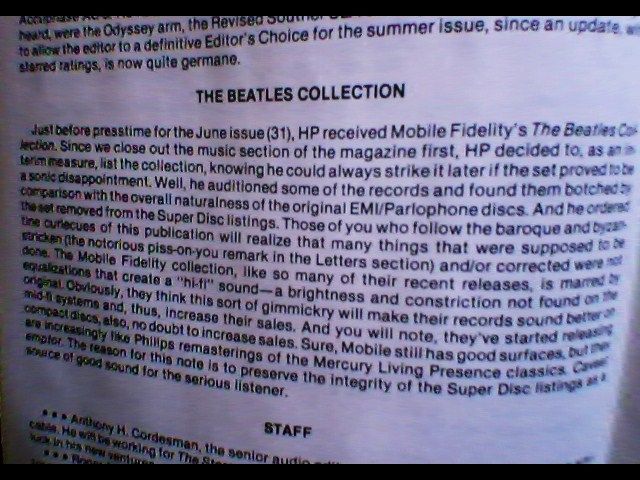 heard, were the Odyssey arm, the Revised
to allow the editor to a definitive Editor's Choice for the summer issue, since an update,
starred ratings, is now quite germane.
THE BEATLES COLLECTION
Just before presstime for the June issue (31), HP received Mobile Fidelity's The Beatles Col-
lection. Since we close out the music section of the magazine first, HP decided to, as an in-
terim measure, list the collection, knowing he could always strike it later if the set proved to be
a sonic disappointment. Well, he auditioned some of the records and found them botched by
comparison with the overall naturalness of the original EMI/Parlophone discs. And he ordered
the set removed from the Super Disc listings. Those of you who follow the baroque and byzan-
tine curlecues of this publication will realize that many things that were supposed to be
stricken (the notorious piss-on-you remark in the Letters section) and/or corrected were not
done. The Mobile Fidelity collection, like so many of their recent releases, is marred by
equalizations that create a "hi-fi" sound—a brightness and constriction not found on the
original. Obviously, they think this sort of gimmickry will make their records sound better on
mid-fi systems and, thus, increase their sales. And you will note, they've started releasing
compact discs, also, no doubt to increase sales. Sure, Mobile still has good surfaces, but they
are increasingly like Philips remasterings of the Mercury Living Presence classics. Caveat
emptor. The reason for this note is to preserve the integrity of the Super Disc listings as a
source of good sound for the serious listener.
STAFF
• • • Anthony H. Cordesman, the senior audio
cable. He will be working for The
luck in his new ventures.